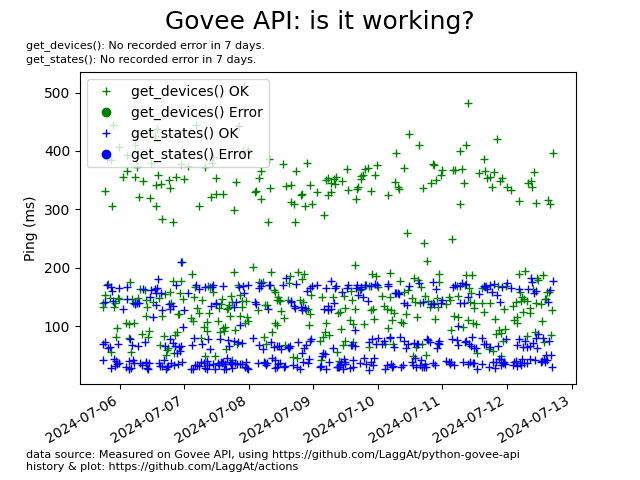 Govee API: is it working?
get_devices(): No recorded error in 7 days.
get_states(): No recorded error in 7 days.
get_devices() OK
get_devices() Error
get_states() OK
get_states() Error
Ping (ms)
500
400
300
200
100
2024-07-06
2024-07-07
2024-07-08
2024-07-09
2024-07-10
2024-07-11
2024-07-12
2024-07-13
data source: Measured on Govee API, using https://github.com/LaggAt/python-govee-api
history & plot: https://github.com/LaggAt/actions